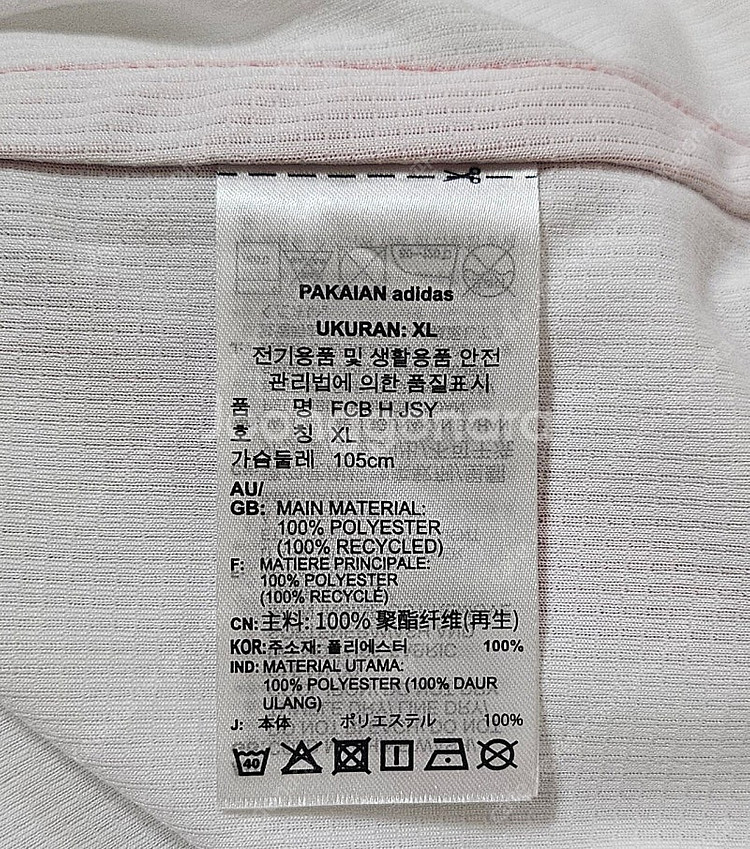 PAKAIAN adidas
UKURAN: XL
전기용품 및 생활용품 안전
관리법에 의한 품질표시
품 명 FCB H JSY
호 칭 XL
가슴둘레 105cm
AU/
GB: MAIN MATERIAL:
100% POLYESTER
(100% RECYCLED)
F: MATIERE PRINCIPALE:
100% POLYESTER
(100% RECYCLÉ)
CN: 主料: 100% 聚酯纤维(再生)
KOR: 주소재: 폴리에스터 100%
IND: MATERIAL UTAMA:
100% POLYESTER (100% DAUR
ULANG)
J: 本体 ポリエステル 100%
40